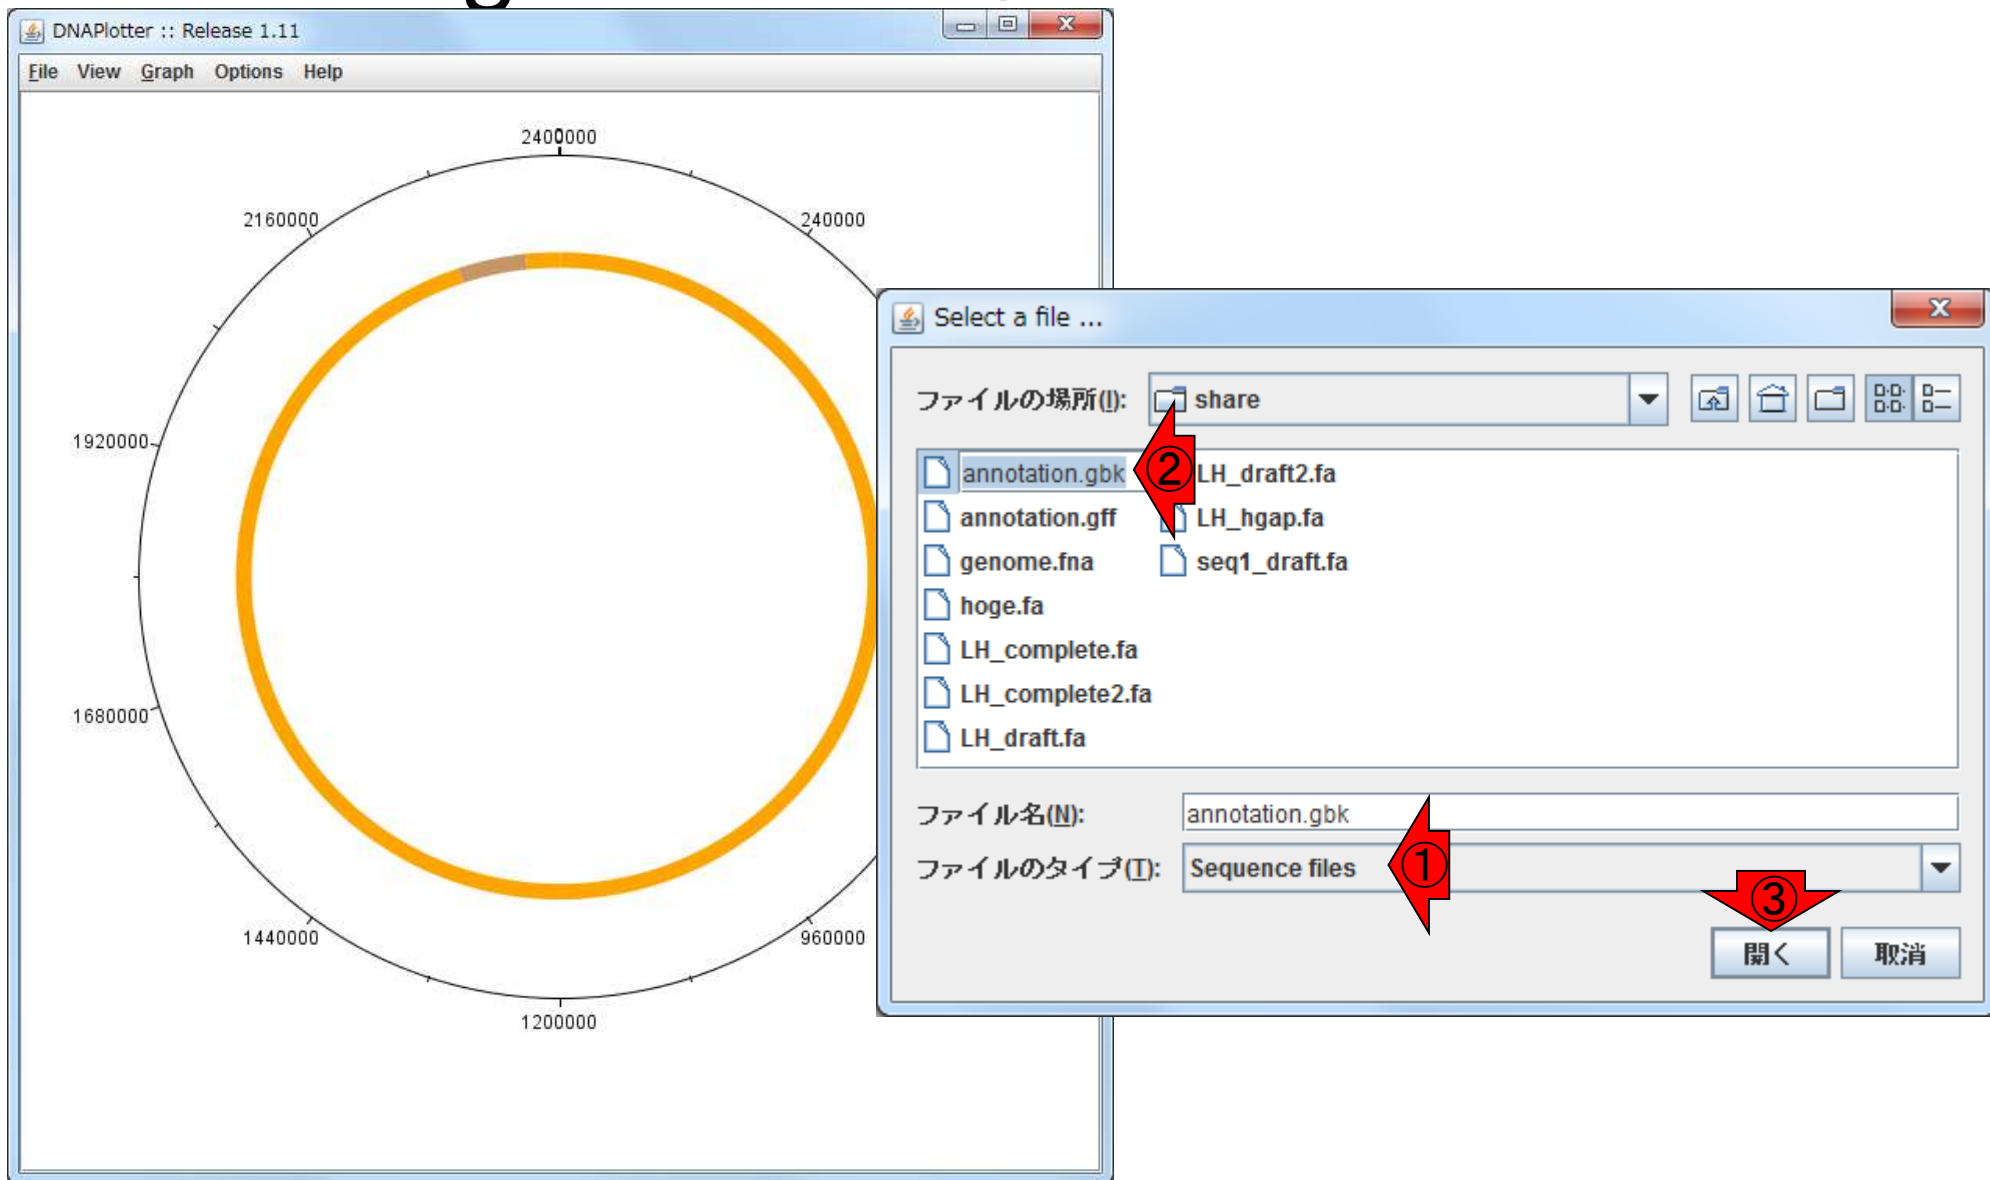 DNAPlotter :: Release 1.11
File View Graph Options Help
2400000
2160000
240000
1920000
1680000
1440000
960000
1200000
Select a file ...
ファイルの場所(I):
share
annotation.gbk
②
LH_draft2.fa
annotation.gff
LH_hgap.fa
genome.fna
seq1_draft.fa
hoge.fa
LH_complete.fa
LH_complete2.fa
LH_draft.fa
ファイル名(N):
annotation.gbk
ファイルのタイプ(T):
Sequence files
①
③
開く
取消